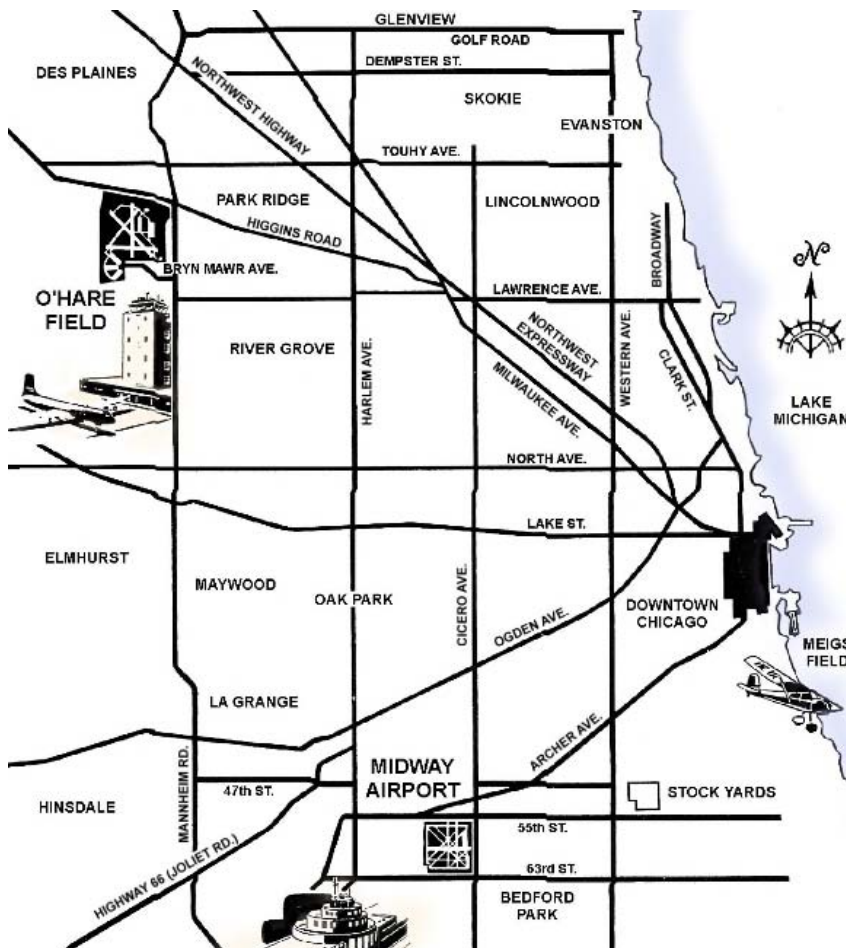 GLENVIEW
GOLF ROAD
DEMPSTER ST.
DES PLAINES
NORTHWEST HIGHWAY
SKOKIE
EVANSTON
TOUHY AVE.
PARK RIDGE
LINCOLNWOOD
HIGGINS ROAD
BROADWAY
N
BRYN MAWR AVE.
LAWRENCE AVE.
O'HARE
FIELD
NORTHWEST
EXPRESSWAY
RIVER GROVE
HARLEM AVE.
MILWAUKEE AVE.
WESTERN AVE.
CLARK ST.
LAKE
MICHIGAN
NORTH AVE.
LAKE ST.
ELMHURST
MAYWOOD
OAK PARK
CICERO AVE.
OGDEN AVE.
DOWNTOWN
CHICAGO
MEIGS
FIELD
LA GRANGE
ARCHER AVE.
MANNHEIM RD.
MIDWAY
AIRPORT
47th ST.
STOCK YARDS
HINSDALE
55th ST.
HIGHWAY 66 (JOLIET RD.)
63rd ST.
BEDFORD
PARK